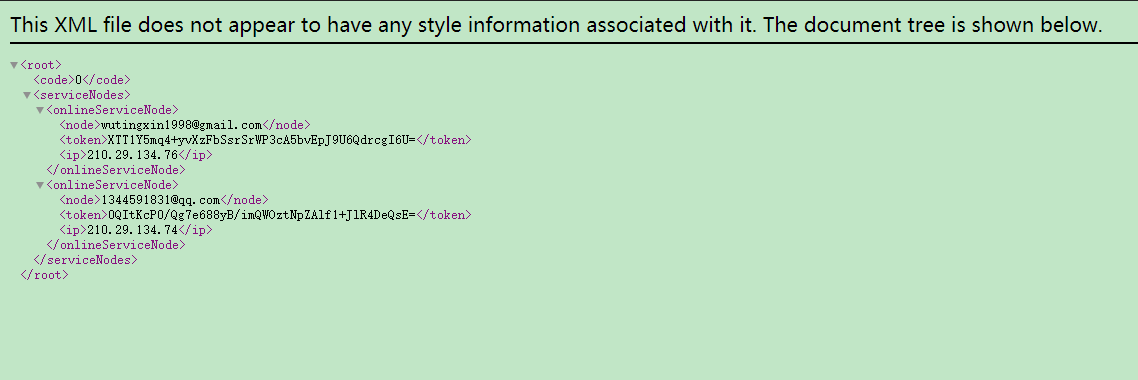 This XML file does not appear to have any style information associated with it. The document tree is shown below.
<root>
<code>0</code>
<serviceNodes>
<onlineServiceNode>
<node>wutingxin1998@gmail.com</node>
<token>XTT1Y5mq4+yvXzFbSsrSrWP3cA5bvEpJ9U6QdrcgI6U=</token>
<ip>210.29.134.76</ip>
</onlineServiceNode>
<onlineServiceNode>
<node>1344591831@qq.com</node>
<token>OQItKcPO/Qg7e688yB/imQWOztNpZAlf1+JlR4DeQsE=</token>
<ip>210.29.134.74</ip>
</onlineServiceNode>
</serviceNodes>
</root>